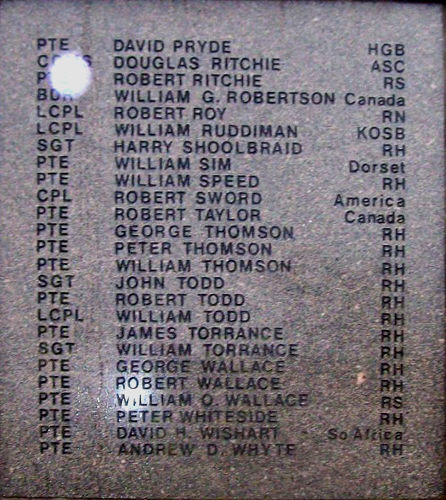 PTE DAVID PRYDE HGB
DOUGLAS RITCHIE ASC
ROBERT RITCHIE RS
BDR WILLIAM G. ROBERTSON Canada
LCPL ROBERT ROY RN
LCPL WILLIAM RUDDIMAN KOSB
SGT HARRY SHOOLBRAID RH
PTE WILLIAM SIM Dorset
PTE WILLIAM SPEED RH
CPL ROBERT SWORD America
PTE ROBERT TAYLOR Canada
PTE GEORGE THOMSON RH
PTE PETER THOMSON RH
PTE WILLIAM THOMSON RH
SGT JOHN TODD RH
PTE ROBERT TODD RH
LCPL WILLIAM TODD RH
PTE JAMES TORRANCE RH
SGT WILLIAM TORRANCE RH
PTE GEORGE WALLACE RH
PTE ROBERT WALLACE RH
PTE WILLIAM O. WALLACE RS
PTE PETER WHITESIDE RH
PTE DAVID H. WISHART So Africa
PTE ANDREW D. WHYTE RH